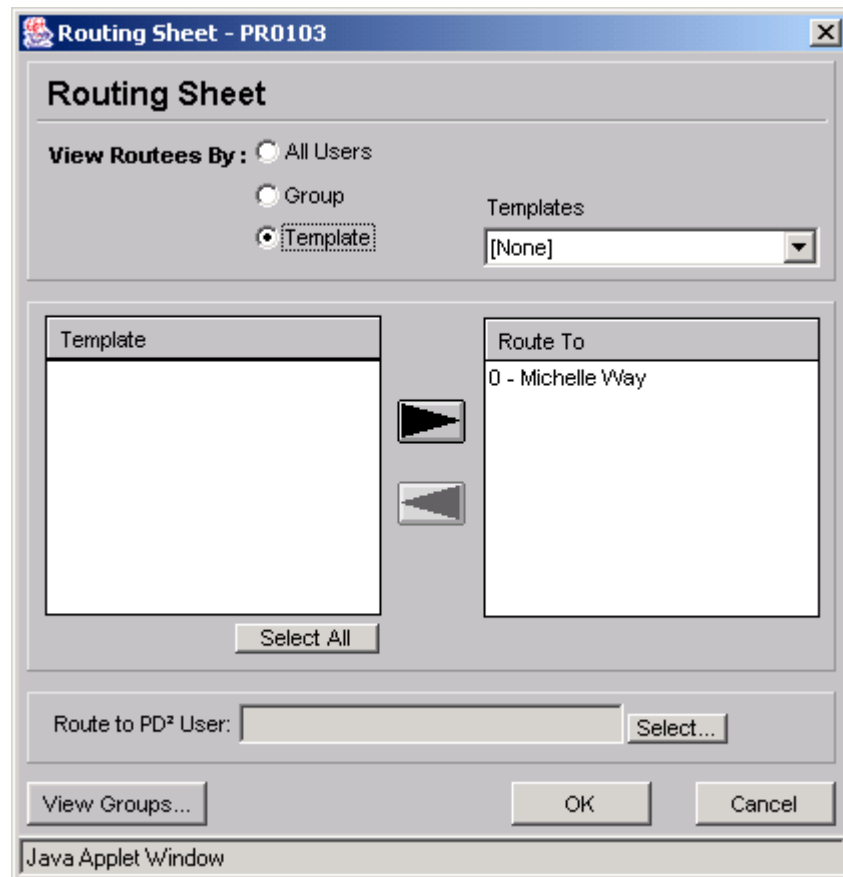 Routing Sheet - PR0103
Routing Sheet
View Routees By: All Users
Group
Template
Templates
[None]
Template
Route To
0 - Michelle Way
Select All
Route to PD² User:
Select...
View Groups...
OK
Cancel
Java Applet Window